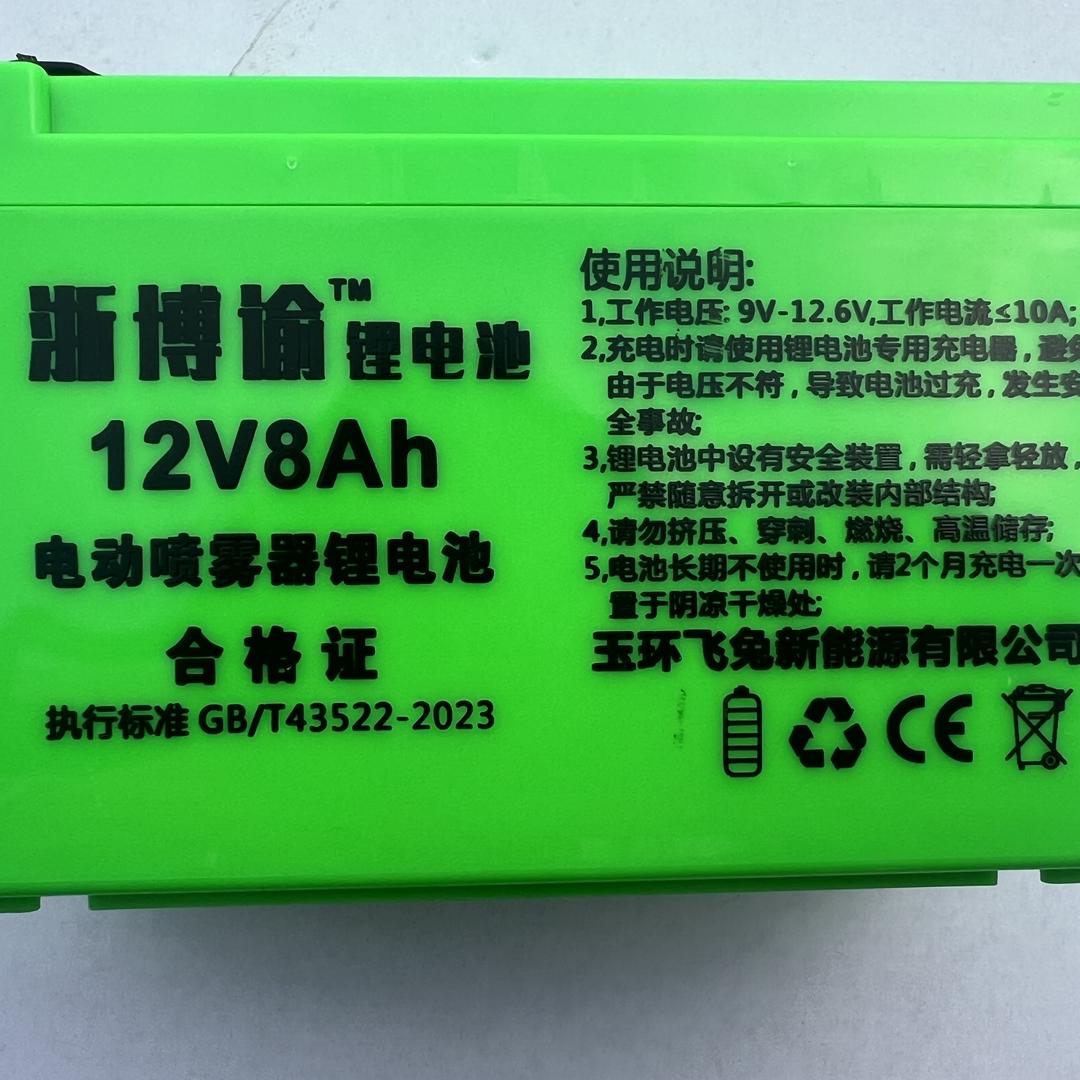 浙博谕™锂电池
12V8Ah
电动喷雾器锂电池
合格证
执行标准 GB/T43522-2023
使用说明:
1,工作电压: 9V-12.6V,工作电流≤10A;
2,充电时请使用锂电池专用充电器，避免
由于电压不符，导致电池过充，发生安
全事故;
3,锂电池中设有安全装置，需轻拿轻放，
严禁随意拆开或改装内部结构;
4,请勿挤压、穿刺、燃烧、高温储存;
5,电池长期不使用时，请2个月充电一次
置于阴凉干燥处;
玉环飞兔新能源有限公司
CE